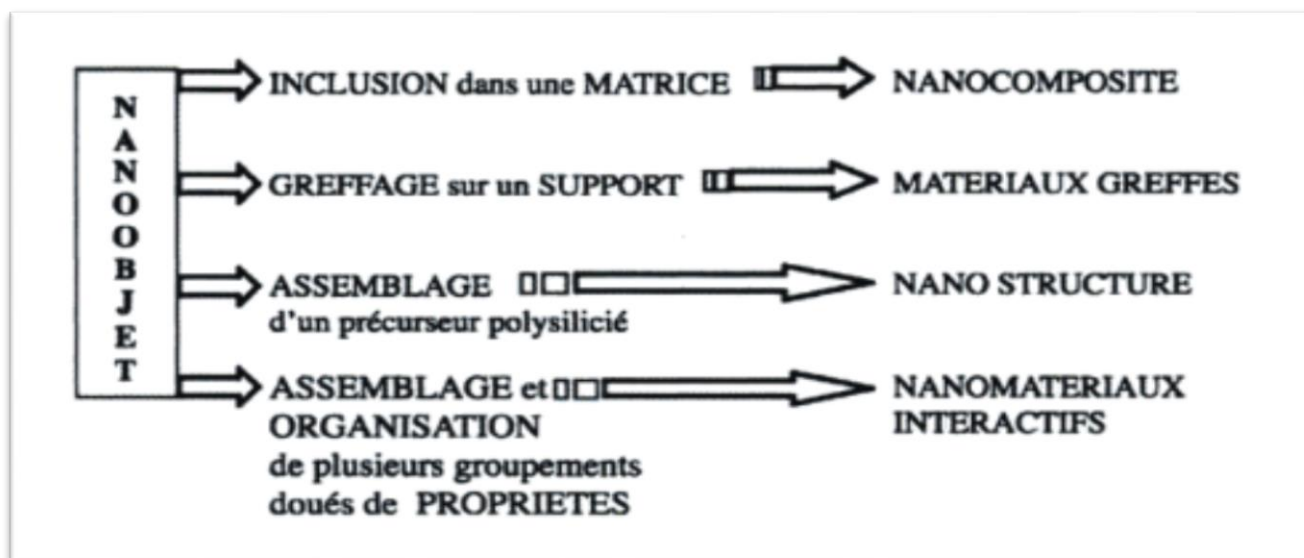 NANOOBJET
INCLUSION dans une MATRICE
NANOCOMPOSITE
GREFFAGE sur un SUPPORT
MATERIAUX GREFFES
ASSEMBLAGE
d'un précurseur polysilicié
NANO STRUCTURE
ASSEMBLAGE et
ORGANISATION
de plusieurs groupements
doués de PROPRIETES
NANOMATERIAUX
INTERACTIFS